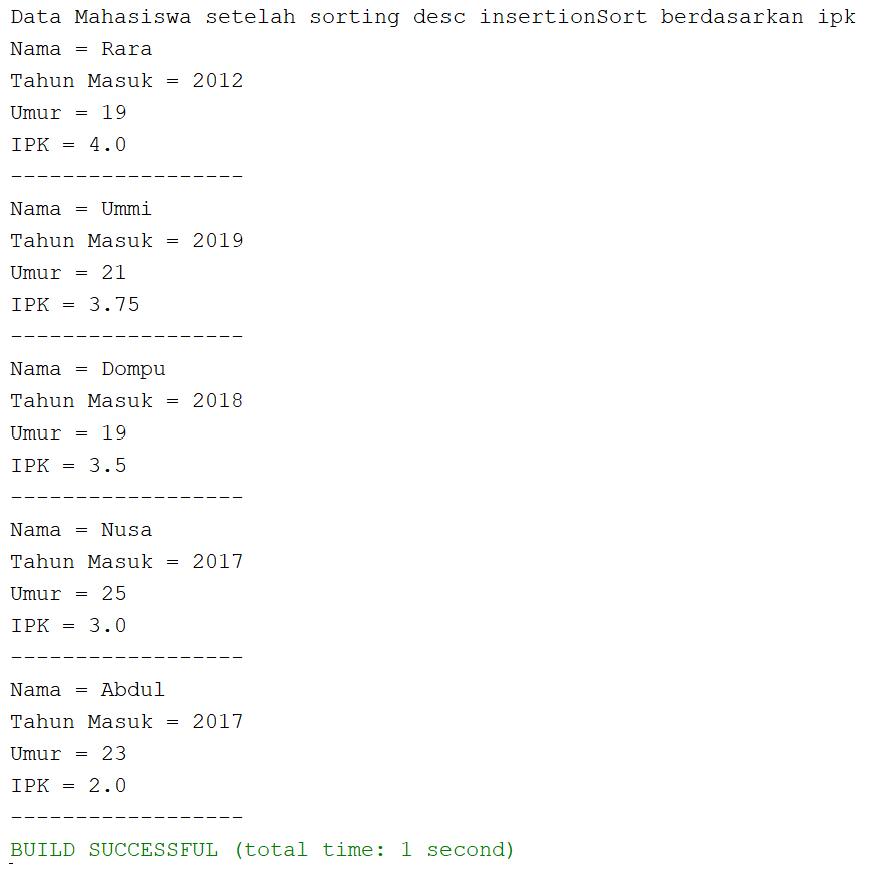 Data Mahasiswa setelah sorting desc insertionSort berdasarkan ipk
Nama = Rara
Tahun Masuk = 2012
Umur = 19
IPK = 4.0
------------------
Nama = Ummi
Tahun Masuk = 2019
Umur = 21
IPK = 3.75
------------------
Nama = Dompu
Tahun Masuk = 2018
Umur = 19
IPK = 3.5
------------------
Nama = Nusa
Tahun Masuk = 2017
Umur = 25
IPK = 3.0
------------------
Nama = Abdul
Tahun Masuk = 2017
Umur = 23
IPK = 2.0
------------------
BUILD SUCCESSFUL (total time: 1 second)